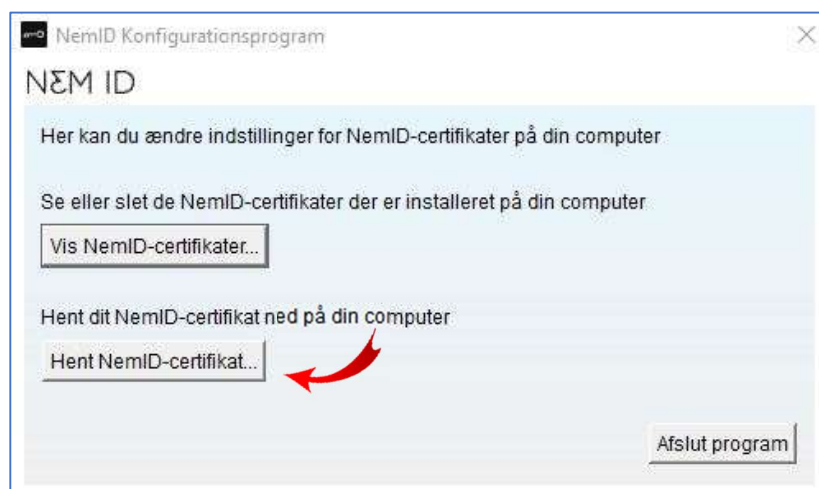 NemID Konfigurationsprogram
NEM ID
Her kan du ændre indstillinger for NemID-certifikater på din computer
Se eller slet de NemID-certifikater der er installeret på din computer
Vis NemID-certifikater...
Hent dit NemID-certifikat ned på din computer
Hent NemID-certifikat...
Afslut program